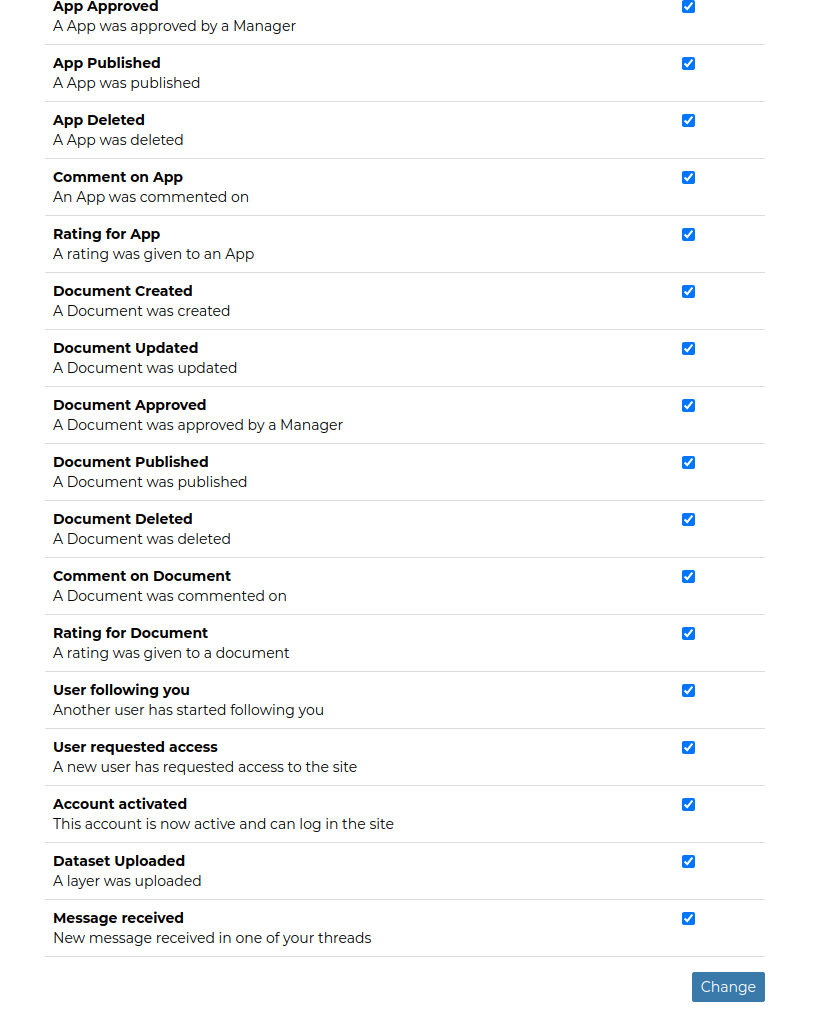 App Approved
A App was approved by a Manager
App Published
A App was published
App Deleted
A App was deleted
Comment on App
An App was commented on
Rating for App
A rating was given to an App
Document Created
A Document was created
Document Updated
A Document was updated
Document Approved
A Document was approved by a Manager
Document Published
A Document was published
Document Deleted
A Document was deleted
Comment on Document
A Document was commented on
Rating for Document
A rating was given to a document
User following you
Another user has started following you
User requested access
A new user has requested access to the site
Account activated
This account is now active and can log in the site
Dataset Uploaded
A layer was uploaded
Message received
New message received in one of your threads
Change